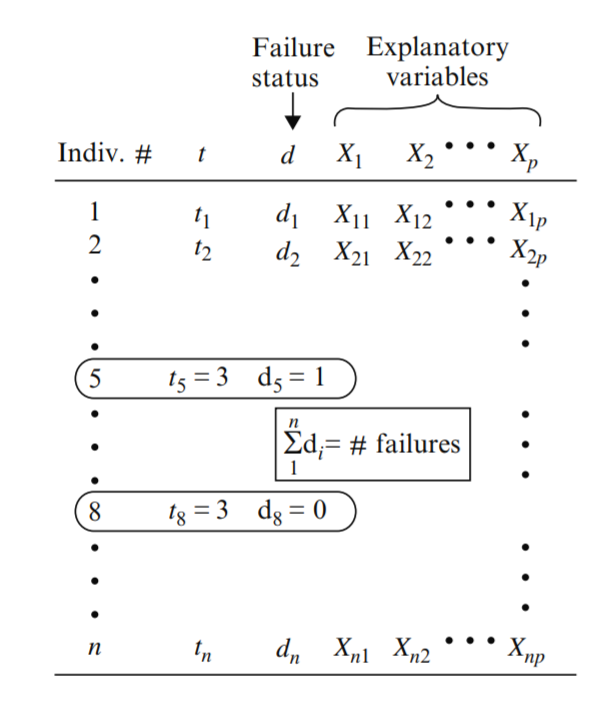 Failure Explanatory
status variables
Indiv. # t d X₁ X₂ • • • Xₚ
1 t₁ d₁ X₁₁ X₁₂ • • • X₁ₚ
2 t₂ d₂ X₂₁ X₂₂ • • • X₂ₚ
• •
• •
• •
5 t₅ = 3 d₅ = 1
• •
n
• Σdᵢ= # failures •
1
• •
8 t₈ = 3 d₈ = 0
• •
• •
• •
n tₙ dₙ Xₙ₁ Xₙ₂ • • • Xₙₚ